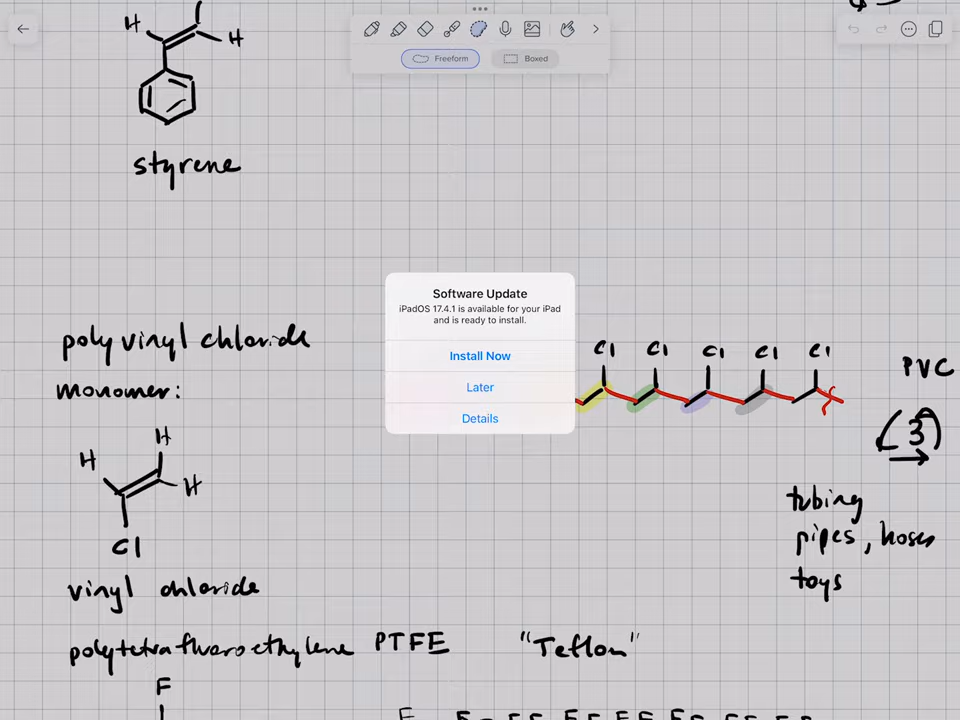 H
H
styrene
Freeform
Boxed
Software Update
iPadOS 17.4.1 is available for your iPad
and is ready to install.
Install Now
Later
Details
polyvinyl chloride
monomer:
H
H
H
Cl
vinyl chloride
Cl Cl Cl Cl Cl
PVC
(3)
tubing
pipes, hoses
toys
polytetrafluoroethylene PTFE "Teflon"
F
F F F F F F F F F F F F F